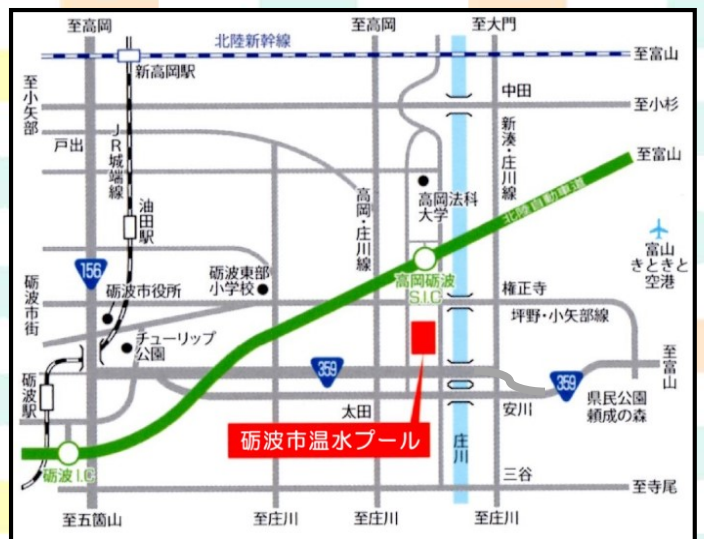 至高岡
至高岡
至大門
北陸新幹線
至富山
新高岡駅
至小矢部
中田
至小杉
戸出
JR城端線
新湊・庄川線
至富山
高岡法科
大学
北陸自動車道
油田駅
高岡・庄川線
富山
きときと
空港
156
砺波東部
小学校
高岡砺波
S.I.C
砺波市街
砺波市役所
権正寺
坪野・小矢部線
チューリップ
公園
359
至富山
359
砺波駅
県民公園
頼成の森
太田
安川
砺波市温水プール
庄川
砺波I.C
三谷
至寺尾
至五箇山
至庄川
至庄川
至庄川